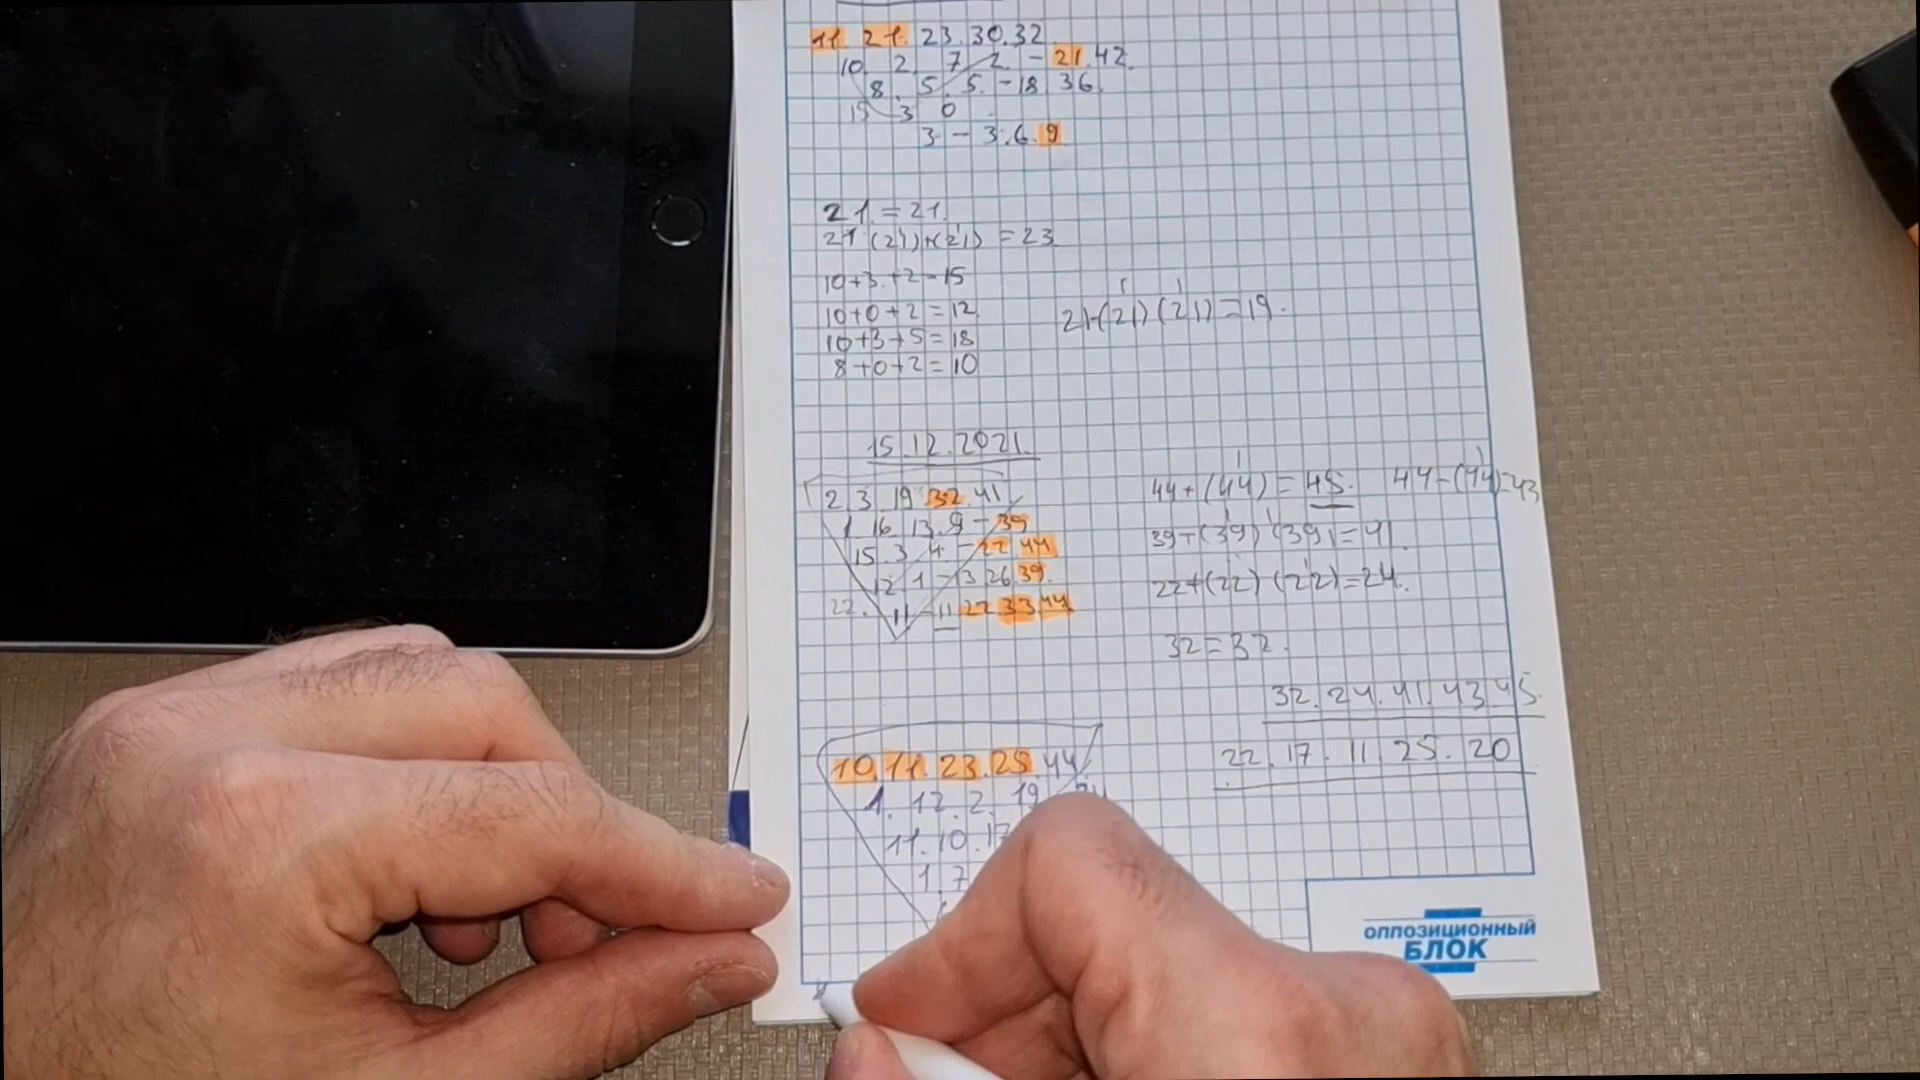 11. 21. 23. 30. 32
10 2 7 2 - 21. 42.
8. 5. 5. - 18 36
15 3 0
3 - 3. 6. 9
21. = 21.
21 (21)+(21) = 23
10+3+2-15
10+0+2=12
10+3+5=18
8+0+2=10
21-(21) (21)=19.
15.12.2021.
2 3 19 32. 41
1 16 13. 9 - 39
15. 3 4 - 22 44
12 1 - 13 26 39.
22. 11 - 11 22 33 44
44+(44) = 45. 44-(44)=43
39+(39) (39)=41.
22+(22) (22)=24.
32=32.
32. 24. 41. 43 45.
22. 17. 11 25. 20
10. 11. 23. 25. 44.
1. 12. 2. 19
11. 10. 17
1. 7
ОППОЗИЦИОННЫЙ
БЛОК